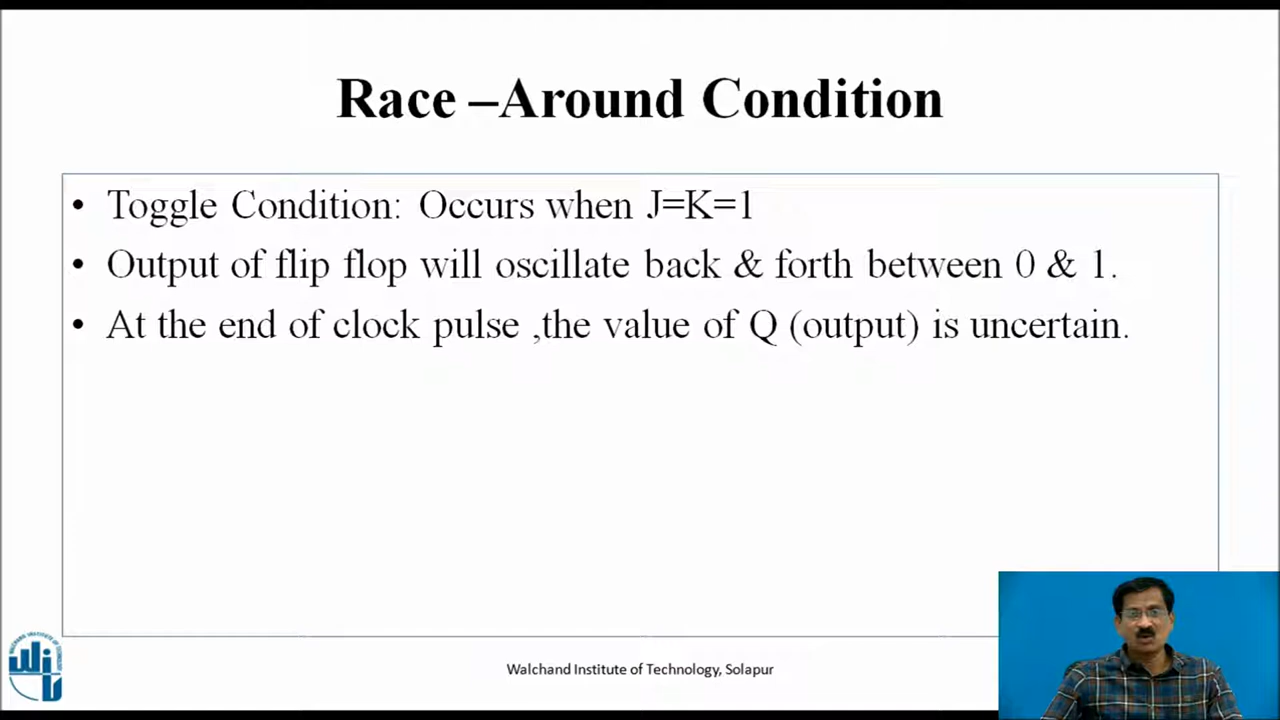 Race –Around Condition
• Toggle Condition: Occurs when J=K=1
• Output of flip flop will oscillate back & forth between 0 & 1.
• At the end of clock pulse ,the value of Q (output) is uncertain.
Walchand Institute of Technology, Solapur